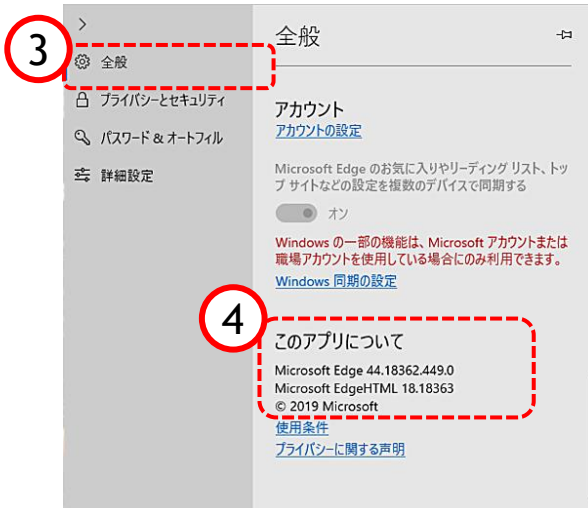 3
>
全般
プライバシーとセキュリティ
パスワード & オートフィル
詳細設定
全般
アカウント
アカウントの設定
Microsoft Edge のお気に入りやリーディング リスト、トッ
プ サイトなどの設定を複数のデバイスで同期する
オン
Windows の一部の機能は、Microsoft アカウントまたは
職場アカウントを使用している場合にのみ利用できます。
Windows 同期の設定
4
このアプリについて
Microsoft Edge 44.18362.449.0
Microsoft EdgeHTML 18.18363
© 2019 Microsoft
使用条件
プライバシーに関する声明